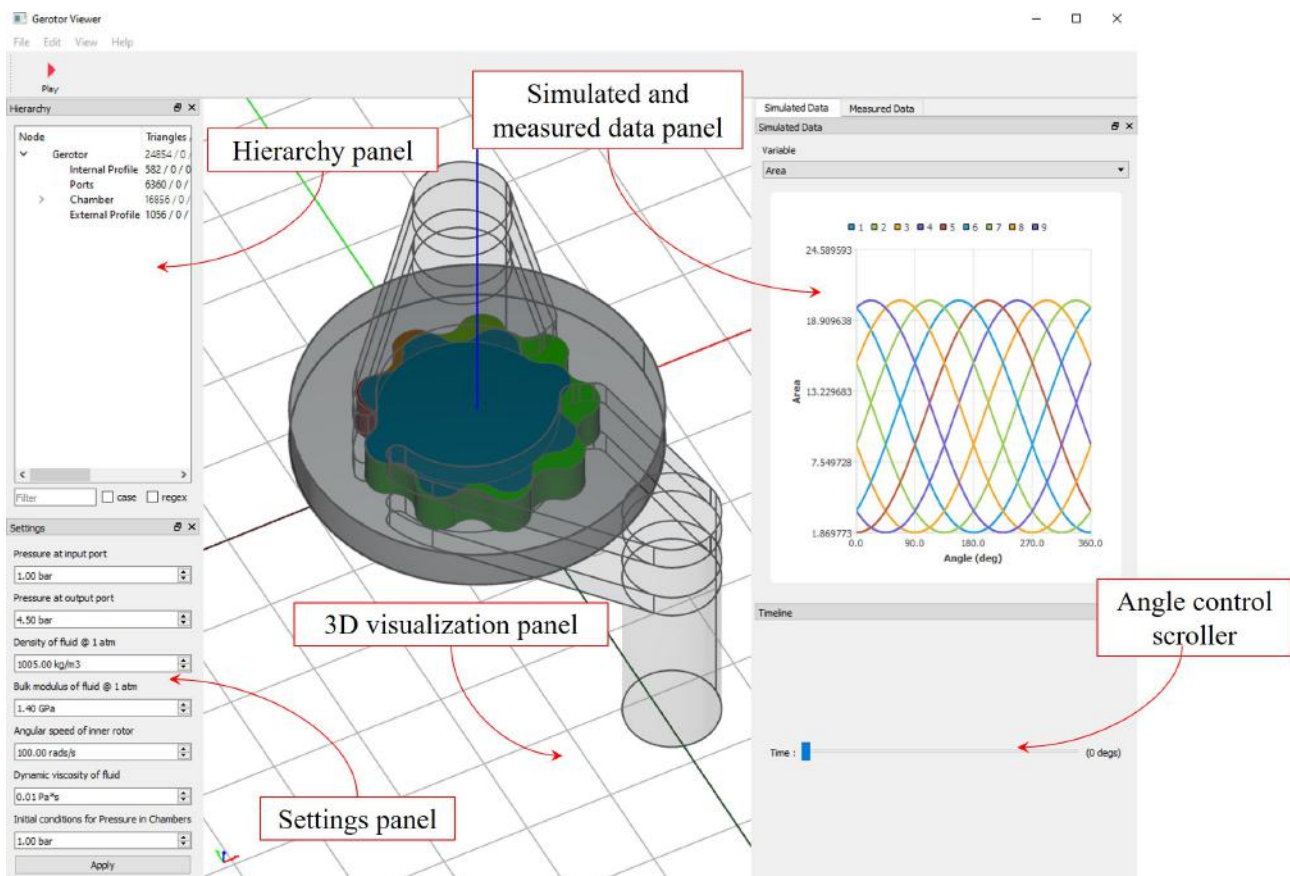 Gerotor Viewer
File Edit View Help
Play
Hierarchy
Node Triangles /
Gerotor 24854 / 0 /
Internal Profile 582 / 0 / 0
Ports 6360 / 0 /
Chamber 16856 / 0 /
External Profile 1056 / 0 /
Filter case regex
Settings
Pressure at input port
1.00 bar
Pressure at output port
4.50 bar
Density of fluid @ 1 atm
1005.00 kg/m3
Bulk modulus of fluid @ 1 atm
1.40 GPa
Angular speed of inner rotor
100.00 rads/s
Dynamic viscosity of fluid
0.01 Pa*s
Initial conditions for Pressure in Chambers
1.00 bar
Apply
Hierarchy panel
Simulated and
measured data panel
3D visualization panel
Settings panel
Simulated Data Measured Data
Simulated Data
Variable
Area
1 2 3 4 5 6 7 8 9
24.589593
18.909638
13.229683
7.549728
1.869773
Area
0.0 90.0 180.0 270.0 360.0
Angle (deg)
Timeline
Angle control
scroller
Time : (0 degs)